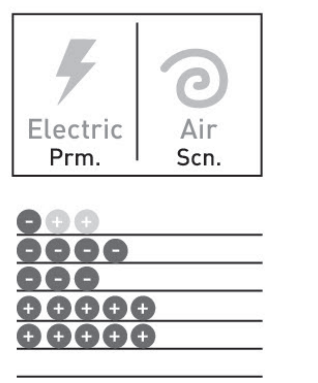 Electric Air
Prm. Scn.
- + +
- - - -
- - -
+ + + + +
+ + + + +